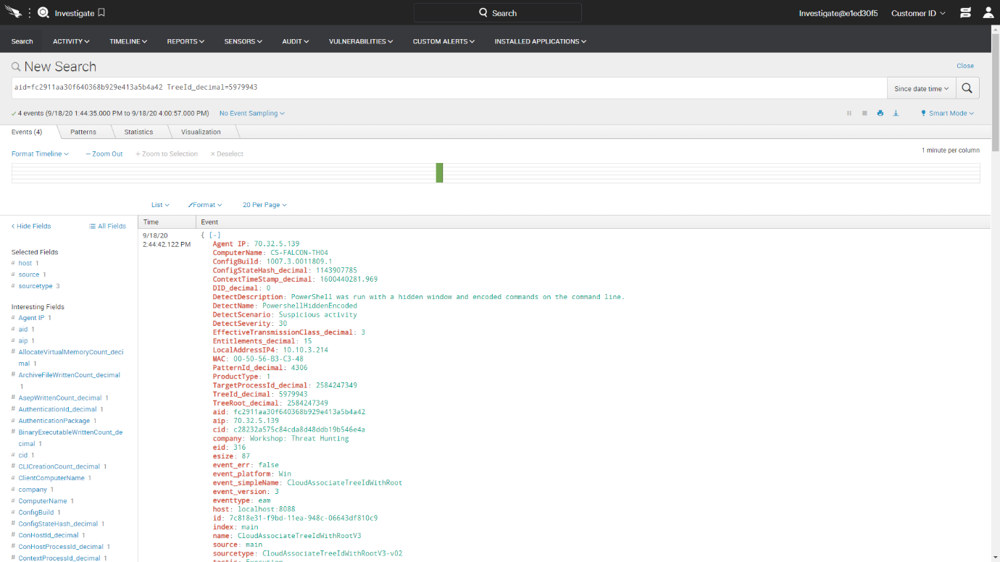 Investigate
Search
Investigate@e1ed30f5
Customer ID
Search
ACTIVITY
TIMELINE
REPORTS
SENSORS
AUDIT
VULNERABILITIES
CUSTOM ALERTS
INSTALLED APPLICATIONS
New Search
Close
aid=fc2911aa30f640368b929e413a5b4a42 TreeId_decimal=5979943
Since date time
4 events (9/18/20 1:44:35.000 PM to 9/18/20 4:00:57.000 PM)
No Event Sampling
Smart Mode
Events (4)
Patterns
Statistics
Visualization
Format Timeline
— Zoom Out
+ Zoom to Selection
× Deselect
1 minute per column
List
Format
20 Per Page
< Hide Fields
All Fields
Selected Fields
a host 1
a source 1
a sourcetype 3
Interesting Fields
a Agent IP 1
a aid 1
a aip 1
# AllocateVirtualMemoryCount_deci
mal 1
# ArchiveFileWrittenCount_decimal
1
# AsepWrittenCount_decimal 1
# AuthenticationId_decimal 1
a AuthenticationPackage 1
# BinaryExecutableWrittenCount_de
cimal 1
a cid 1
# CLICreationCount_decimal 1
a ClientComputerName 1
a company 1
a ComputerName 1
a ConfigBuild 1
# ConfigStateHash_decimal 1
# ConHostId_decimal 1
# ConHostProcessId_decimal 1
# ContextProcessId_decimal 1
Time
Event
9/18/20
2:44:42.122 PM
{ [-]
Agent IP: 70.32.5.139
ComputerName: CS-FALCON-TH04
ConfigBuild: 1007.3.0011809.1
ConfigStateHash_decimal: 1143907785
ContextTimeStamp_decimal: 1600440281.969
DID_decimal: 0
DetectDescription: PowerShell was run with a hidden window and encoded commands on the command line.
DetectName: PowershellHiddenEncoded
DetectScenario: Suspicious activity
DetectSeverity: 30
EffectiveTransmissionClass_decimal: 3
Entitlements_decimal: 15
LocalAddressIP4: 10.10.3.214
MAC: 00-50-56-B3-C3-48
PatternId_decimal: 4306
ProductType: 1
TargetProcessId_decimal: 2584247349
TreeId_decimal: 5979943
TreeRoot_decimal: 2584247349
aid: fc2911aa30f640368b929e413a5b4a42
aip: 70.32.5.139
cid: c28232a575c84cda8d48ddb19b546e4a
company: Workshop: Threat Hunting
eid: 316
esize: 87
event_err: false
event_platform: Win
event_simpleName: CloudAssociateTreeIdWithRoot
event_version: 3
eventtype: eam
host: localhost:8088
id: 7c818e31-f9bd-11ea-948c-06643df810c9
index: main
name: CloudAssociateTreeIdWithRootV3
source: main
sourcetype: CloudAssociateTreeIdWithRootV3-v02
tactic: Execution